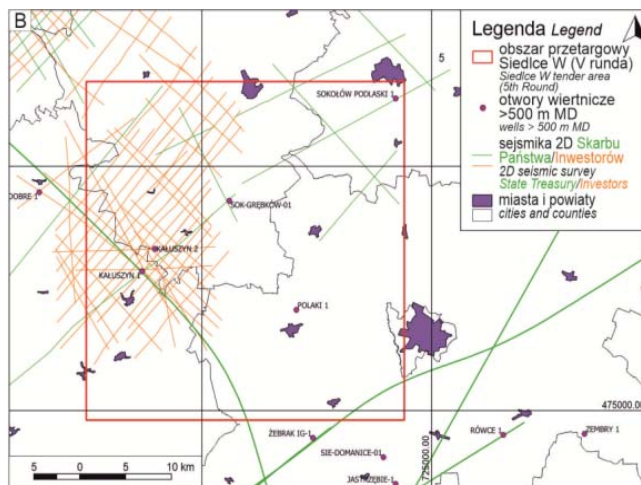 B
Legenda Legend
obszar przetargowy
Siedlce W (V runda)
Siedlce W tender area
(5th Round)
otwory wiertnicze
>500 m MD
wells > 500 m MD
sejsmika 2D Skarbu
Państwa/Inwestorów
2D seismic survey
State Treasury/Investors
miasta i powiaty
cities and counties
5
SOKOŁÓW PODLASKI 1
DOBRE 1
SOK-GRĘBKÓW-01
KAŁUSZYN 2
KAŁUSZYN 1
POLAKI 1
475000.00
ŻEBRAK IG-1
RÓWCE 1
ZEMBRY 1
SIE-DOMANICE-01
JASTRZĘBIE-1
725000.00
5 0 5 10 km